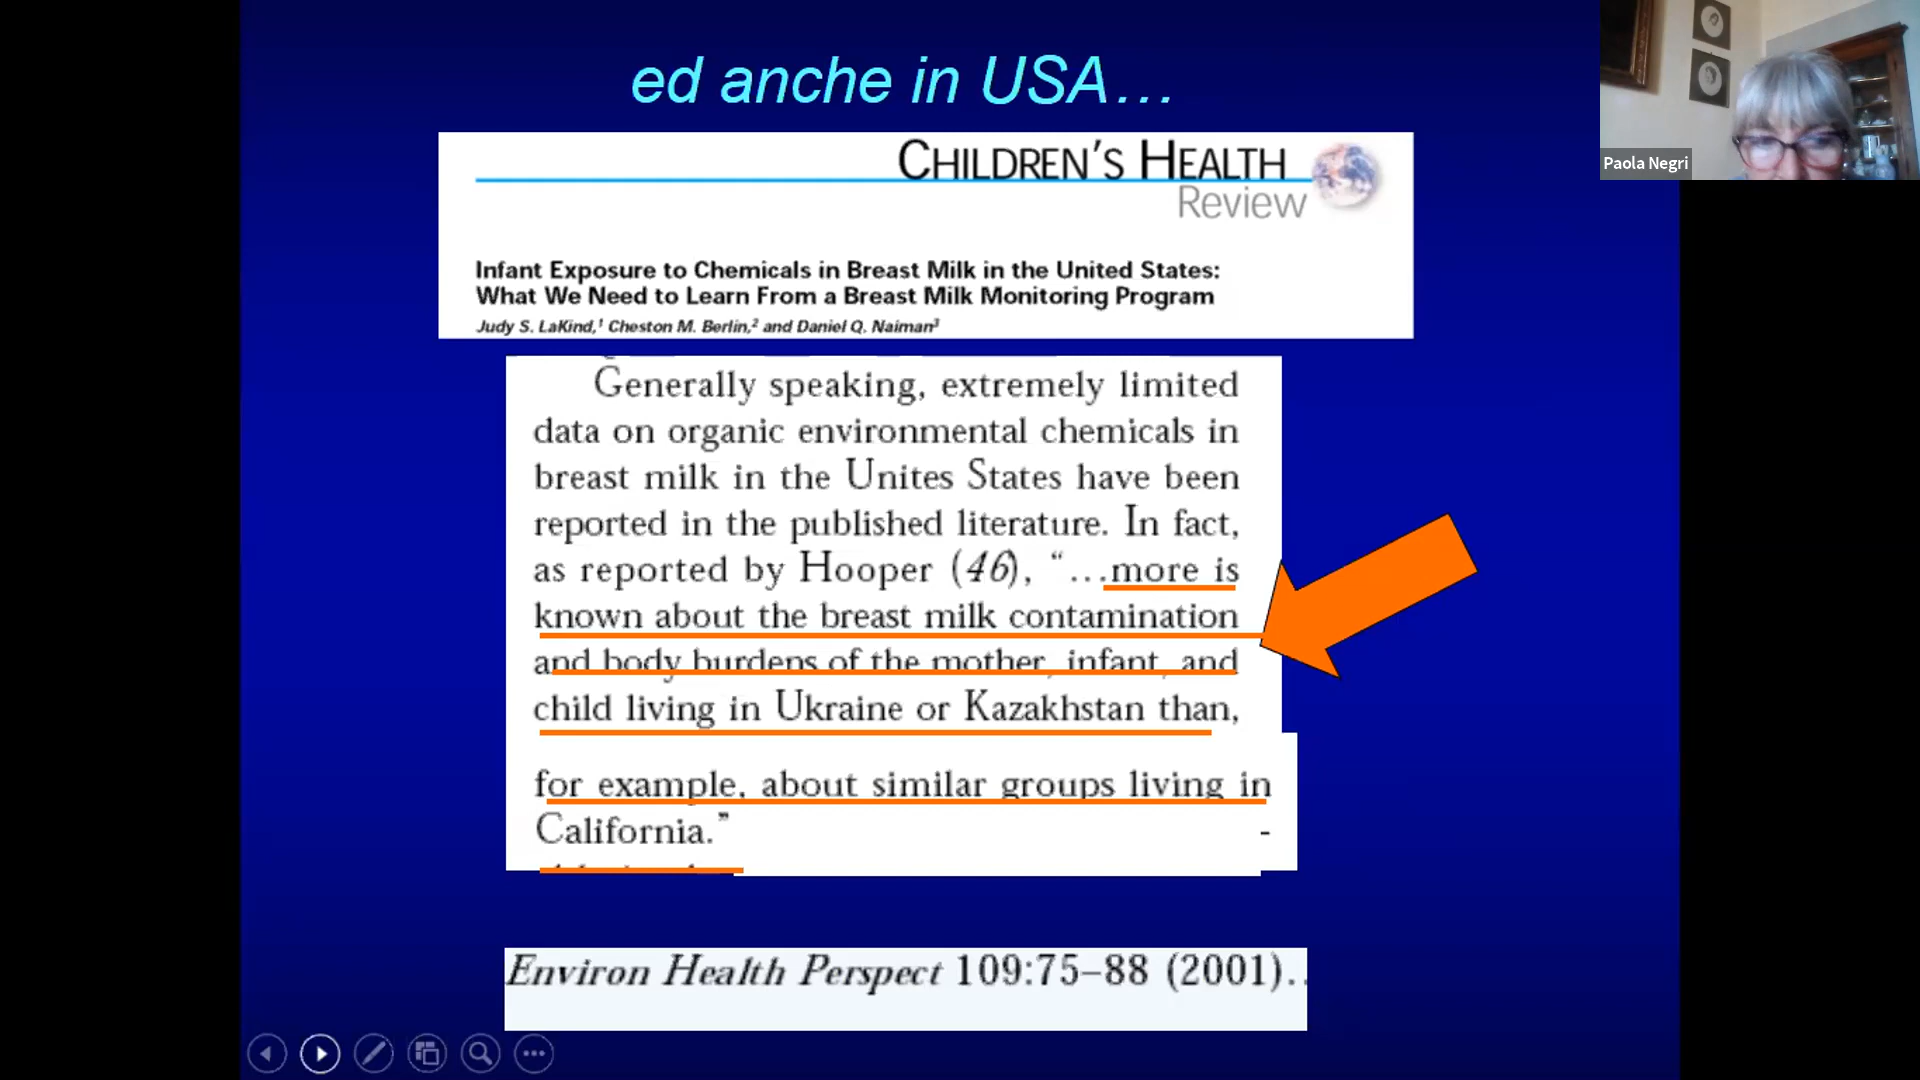 ed anche in USA…
Paola Negri
CHILDREN'S HEALTH
Review
Infant Exposure to Chemicals in Breast Milk in the United States:
What We Need to Learn From a Breast Milk Monitoring Program
Judy S. LaKind,¹ Cheston M. Berlin,² and Daniel Q. Naiman³
Generally speaking, extremely limited
data on organic environmental chemicals in
breast milk in the Unites States have been
reported in the published literature. In fact,
as reported by Hooper (46), “…more is
known about the breast milk contamination
and body burdens of the mother, infant, and
child living in Ukraine or Kazakhstan than,
for example, about similar groups living in
California.” -
Environ Health Perspect 109:75–88 (2001)..